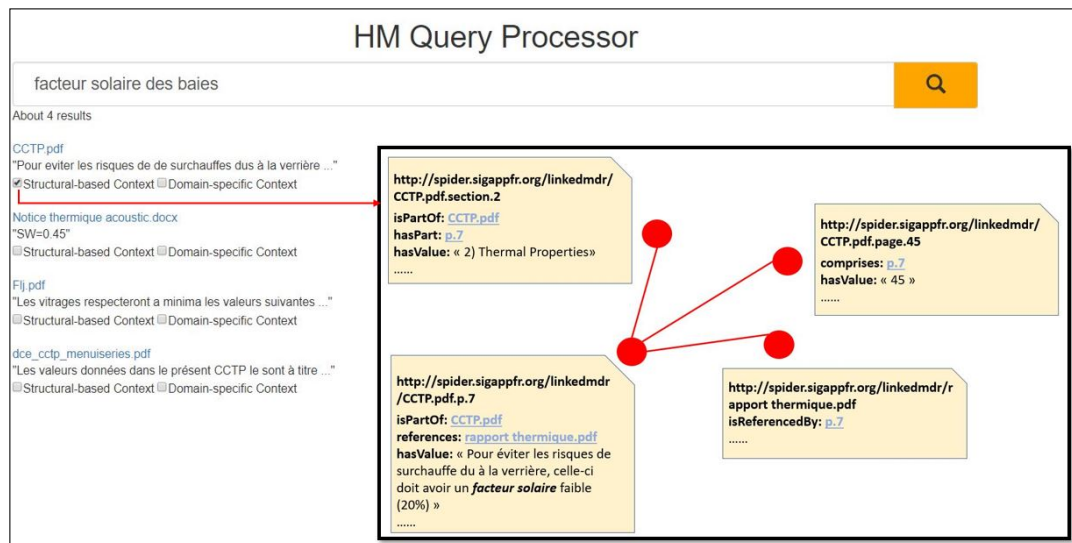 HM Query Processor
facteur solaire des baies
About 4 results
CCTP.pdf
"Pour eviter les risques de de surchauffes dus à la verrière ..."
Structural-based Context Domain-specific Context
Notice thermique acoustic.docx
"SW=0.45"
Structural-based Context Domain-specific Context
Flj.pdf
"Les vitrages respecteront a minima les valeurs suivantes ..."
Structural-based Context Domain-specific Context
dce_cctp_menuiseries.pdf
"Les valeurs données dans le présent CCTP le sont à titre ..."
Structural-based Context Domain-specific Context
http://spider.sigappfr.org/linkedmdr/
CCTP.pdf.section.2
isPartOf: CCTP.pdf
hasPart: p.7
hasValue: « 2) Thermal Properties»
......
http://spider.sigappfr.org/linkedmdr/
CCTP.pdf.page.45
comprises: p.7
hasValue: « 45 »
......
http://spider.sigappfr.org/linkedmdr
/CCTP.pdf.p.7
isPartOf: CCTP.pdf
references: rapport thermique.pdf
hasValue: « Pour éviter les risques de
surchauffe du à la verrière, celle-ci
doit avoir un facteur solaire faible
(20%) »
......
http://spider.sigappfr.org/linkedmdr/r
apport thermique.pdf
isReferencedBy: p.7
......